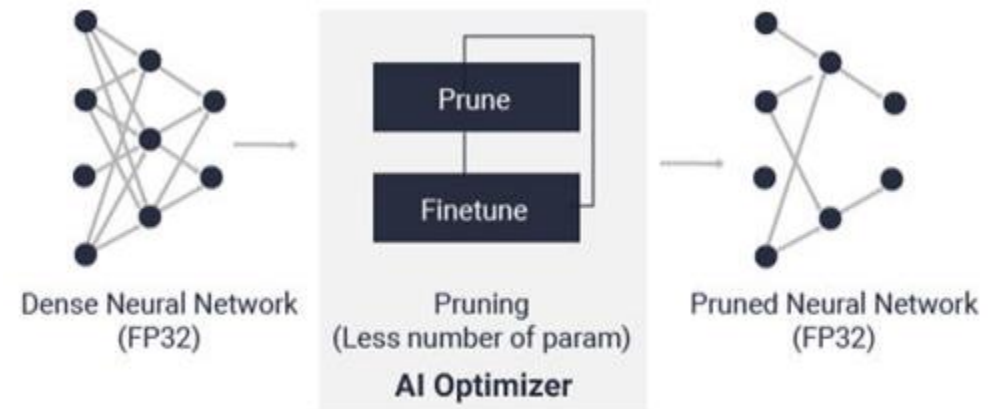 Prune
Finetune
Dense Neural Network
(FP32)
Pruning
(Less number of param)
AI Optimizer
Pruned Neural Network
(FP32)